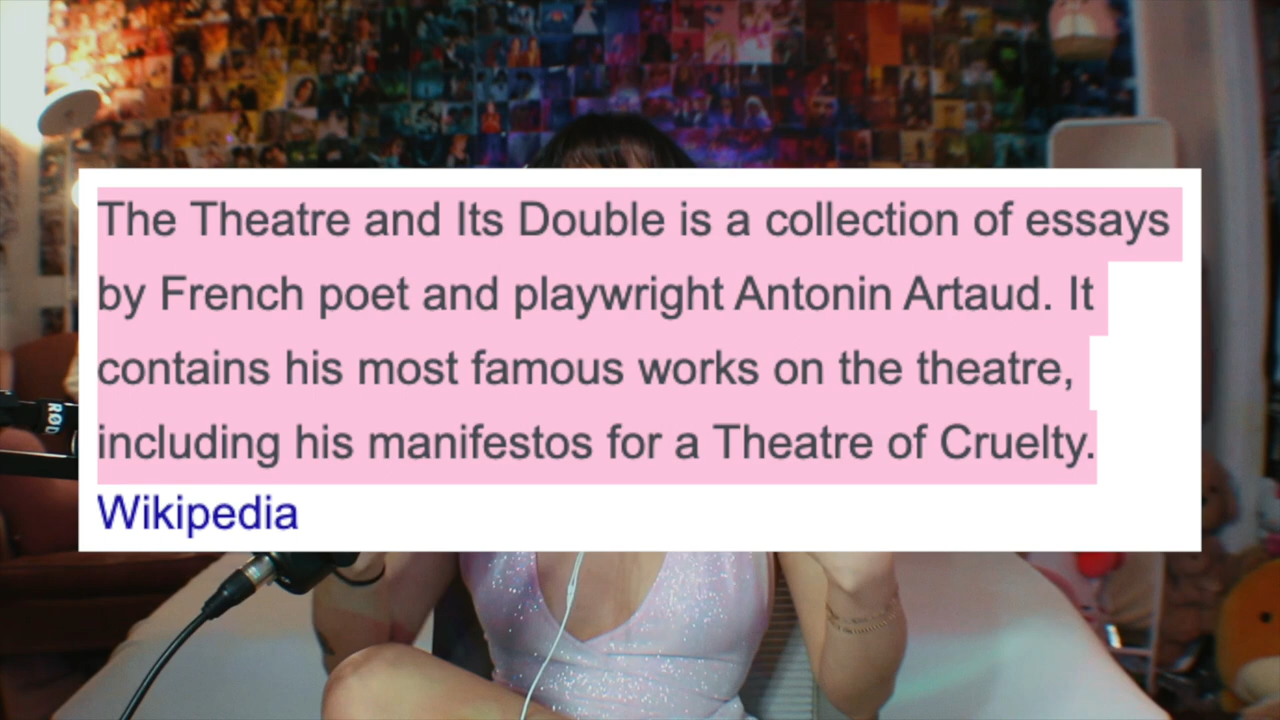 The Theatre and Its Double is a collection of essays
by French poet and playwright Antonin Artaud. It
contains his most famous works on the theatre,
including his manifestos for a Theatre of Cruelty.
Wikipedia
RØD